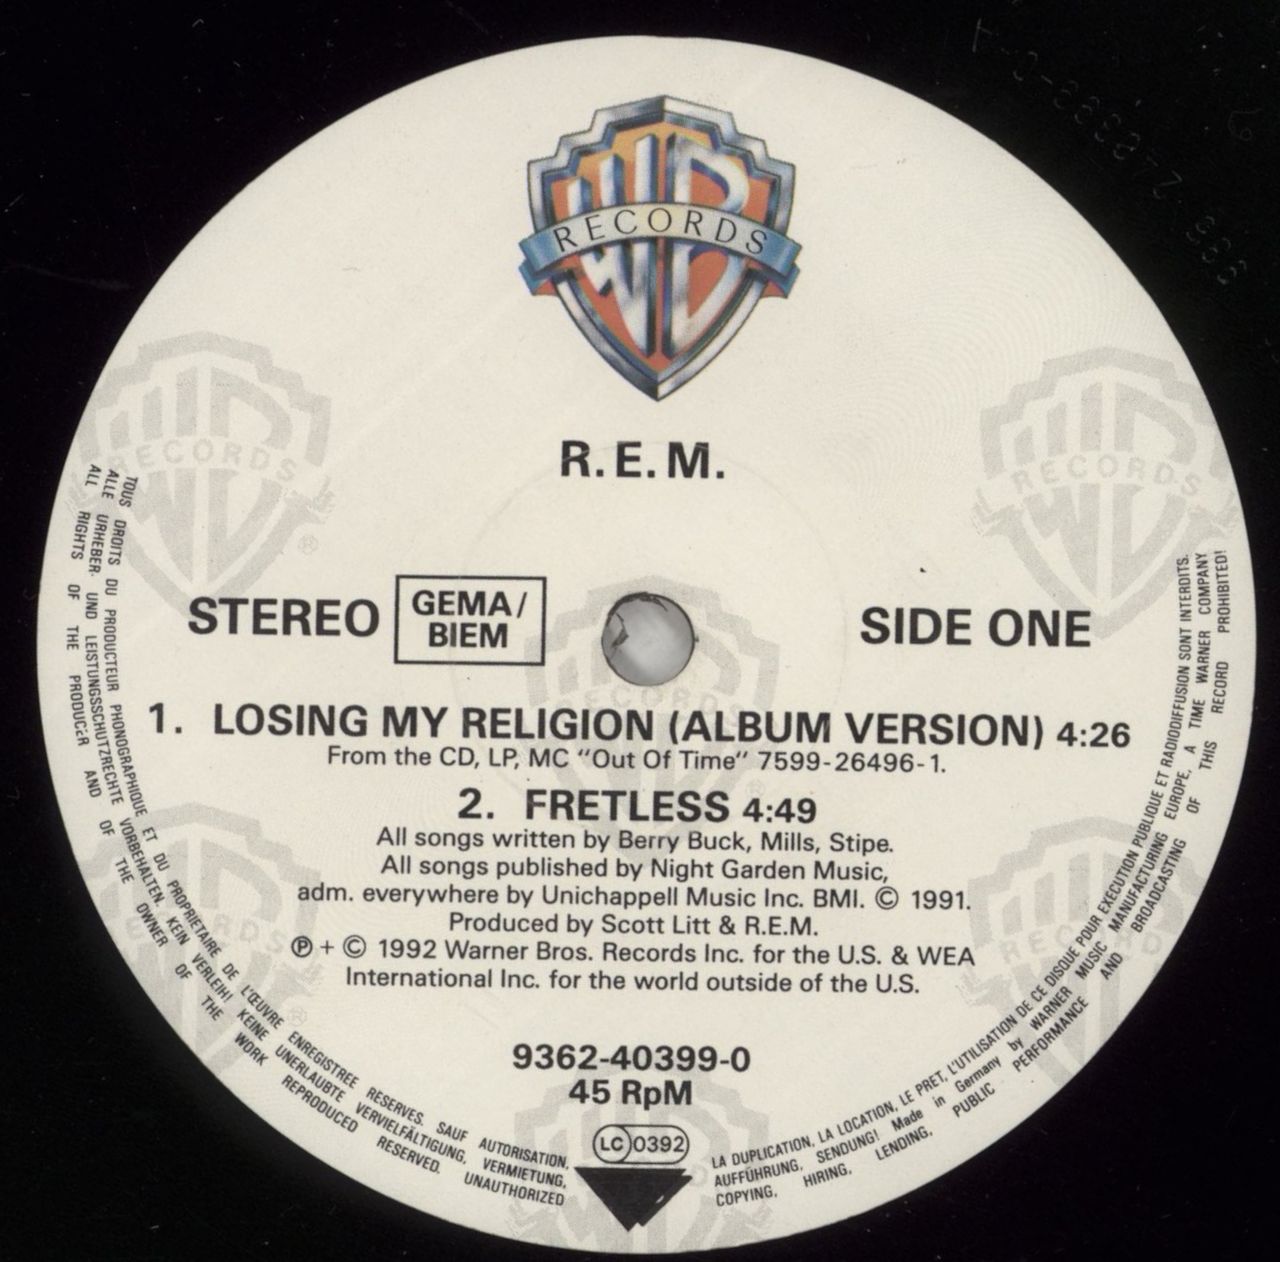 WB
RECORDS
R.E.M.
STEREO
GEMA/
BIEM
SIDE ONE
1. LOSING MY RELIGION (ALBUM VERSION) 4:26
From the CD, LP, MC "Out Of Time" 7599-26496-1.
2. FRETLESS 4:49
All songs written by Berry Buck, Mills, Stipe.
All songs published by Night Garden Music,
adm. everywhere by Unichappell Music Inc. BMI. © 1991.
Produced by Scott Litt & R.E.M.
℗ + © 1992 Warner Bros. Records Inc. for the U.S. & WEA
International Inc. for the world outside of the U.S.
9362-40399-0
45 RpM
LC 0392
TOUS DROITS DU PRODUCTEUR PHONOGRAPHIQUE ET DU PROPRIETAIRE DE L'ŒUVRE ENREGISTREE RESERVES. SAUF AUTORISATION, LA DUPLICATION, LA LOCATION, LE PRET, L'UTILISATION DE CE DISQUE POUR EXECUTION PUBLIQUE ET RADIODIFFUSION SONT INTERDITS.
ALLE URHEBER- UND LEISTUNGSSCHUTZRECHTE VORBEHALTEN. KEIN VERLEIH! KEINE UNERLAUBTE VERVIELFÄLTIGUNG, VERMIETUNG, AUFFÜHRUNG, SENDUNG! Made in Germany by WARNER MUSIC MANUFACTURING EUROPE, A TIME WARNER COMPANY
ALL RIGHTS OF THE PRODUCER AND OF THE OWNER OF THE WORK REPRODUCED RESERVED. UNAUTHORIZED COPYING, HIRING, LENDING, PUBLIC PERFORMANCE AND BROADCASTING OF THIS RECORD PROHIBITED!